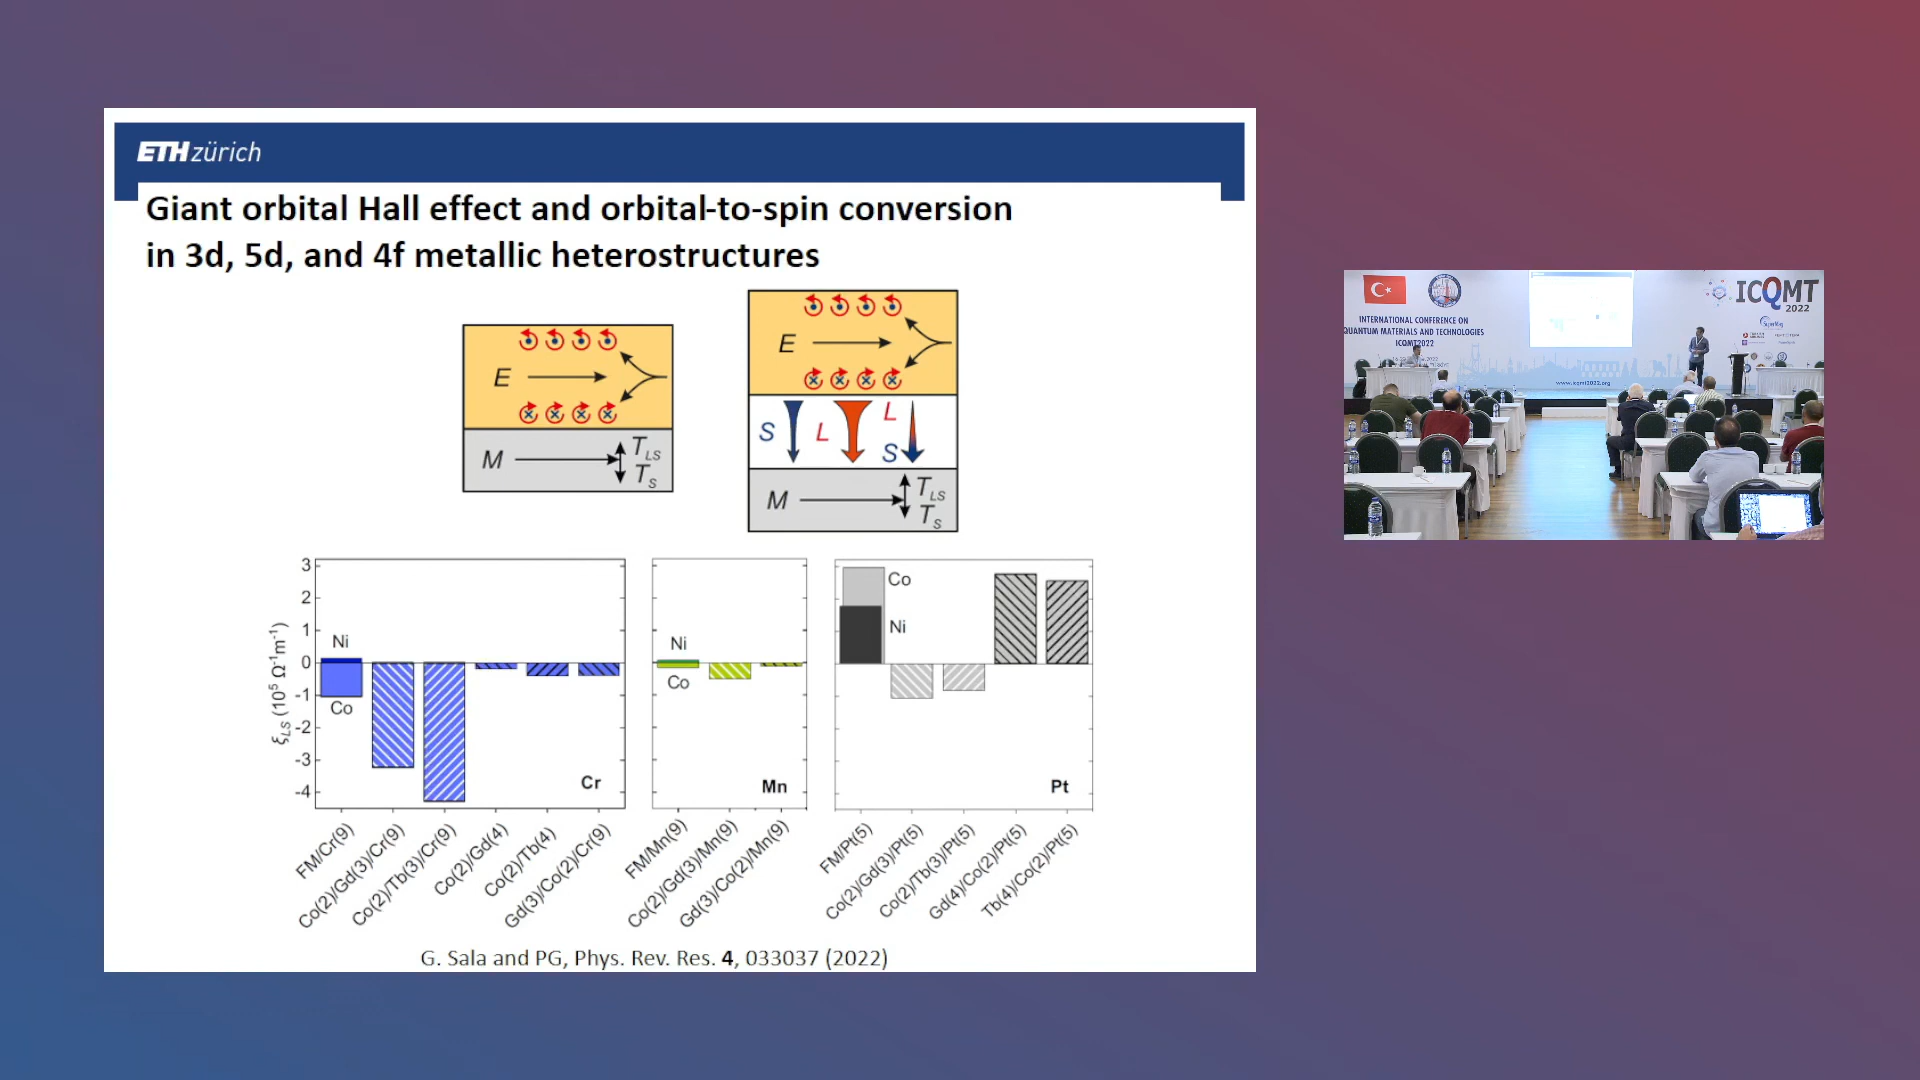 ETH zürich
Giant orbital Hall effect and orbital-to-spin conversion
in 3d, 5d, and 4f metallic heterostructures
E
M
T_LS
T_S
E
S
L
L
S
M
T_LS
T_S
ξ_LS (10⁵ Ω⁻¹m⁻¹)
3
2
1
0
-1
-2
-3
-4
Ni
Co
Cr
FM/Cr(9)
Co(2)/Gd(3)/Cr(9)
Co(2)/Tb(3)/Cr(9)
Co(2)/Gd(4)
Co(2)/Tb(4)
Gd(3)/Co(2)/Cr(9)
Ni
Co
Mn
FM/Mn(9)
Co(2)/Gd(3)/Mn(9)
Gd(3)/Co(2)/Mn(9)
Co
Ni
Pt
FM/Pt(5)
Co(2)/Gd(3)/Pt(5)
Co(2)/Tb(3)/Pt(5)
Gd(4)/Co(2)/Pt(5)
Tb(4)/Co(2)/Pt(5)
G. Sala and PG, Phys. Rev. Res. 4, 033037 (2022)
INTERNATIONAL CONFERENCE ON
QUANTUM MATERIALS AND TECHNOLOGIES
ICQMT2022
ICQMT
2022
www.icqmt2022.org